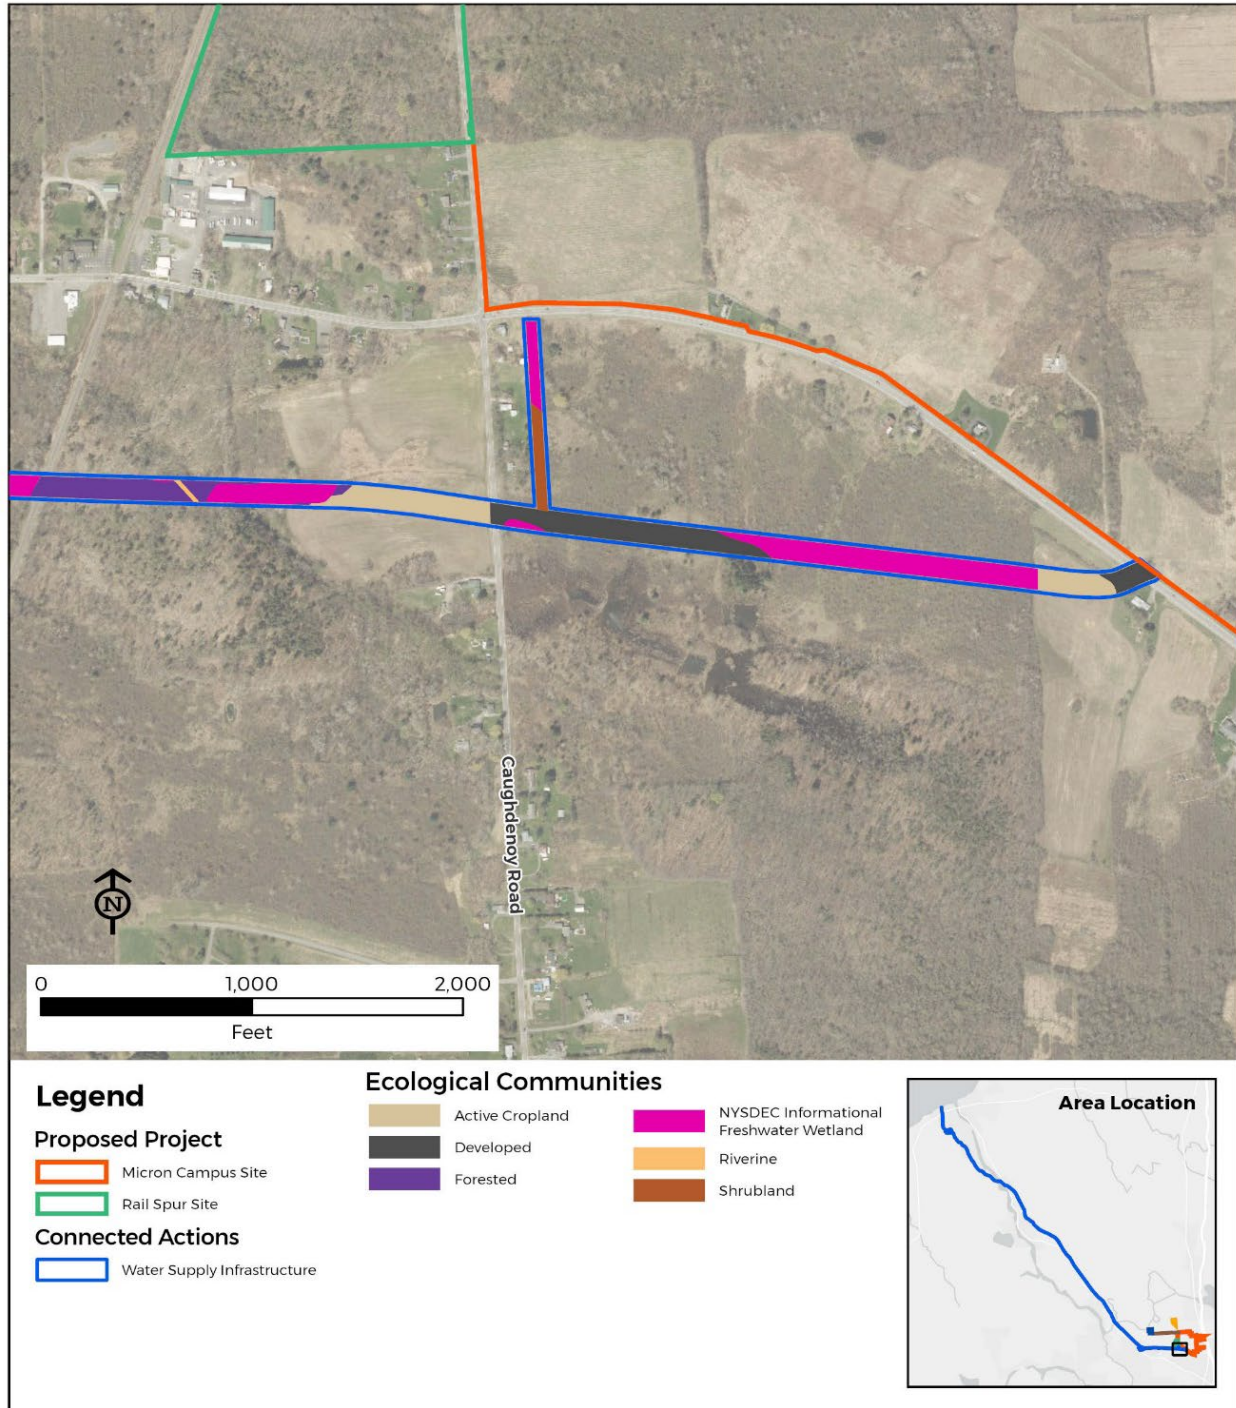 Caughdenoy Road
N
0 1,000 2,000
Feet
Legend
Proposed Project
Micron Campus Site
Rail Spur Site
Connected Actions
Water Supply Infrastructure
Ecological Communities
Active Cropland
Developed
Forested
NYSDEC Informational
Freshwater Wetland
Riverine
Shrubland
Area Location